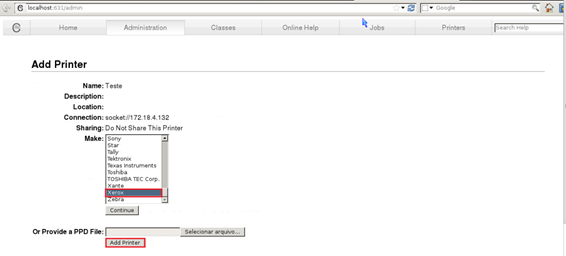 localhost:631/admin
Google
Home Administration Classes Online Help Jobs Printers Search Help
Add Printer
Name: Teste
Description:
Location:
Connection: socket://172.18.4.132
Sharing: Do Not Share This Printer
Make: Sony
Star
Tally
Tektronix
Texas Instruments
Toshiba
TOSHIBA TEC Corp.
Xante
Xerox
Zebra
Continue
Or Provide a PPD File: Selecionar arquivo...
Add Printer